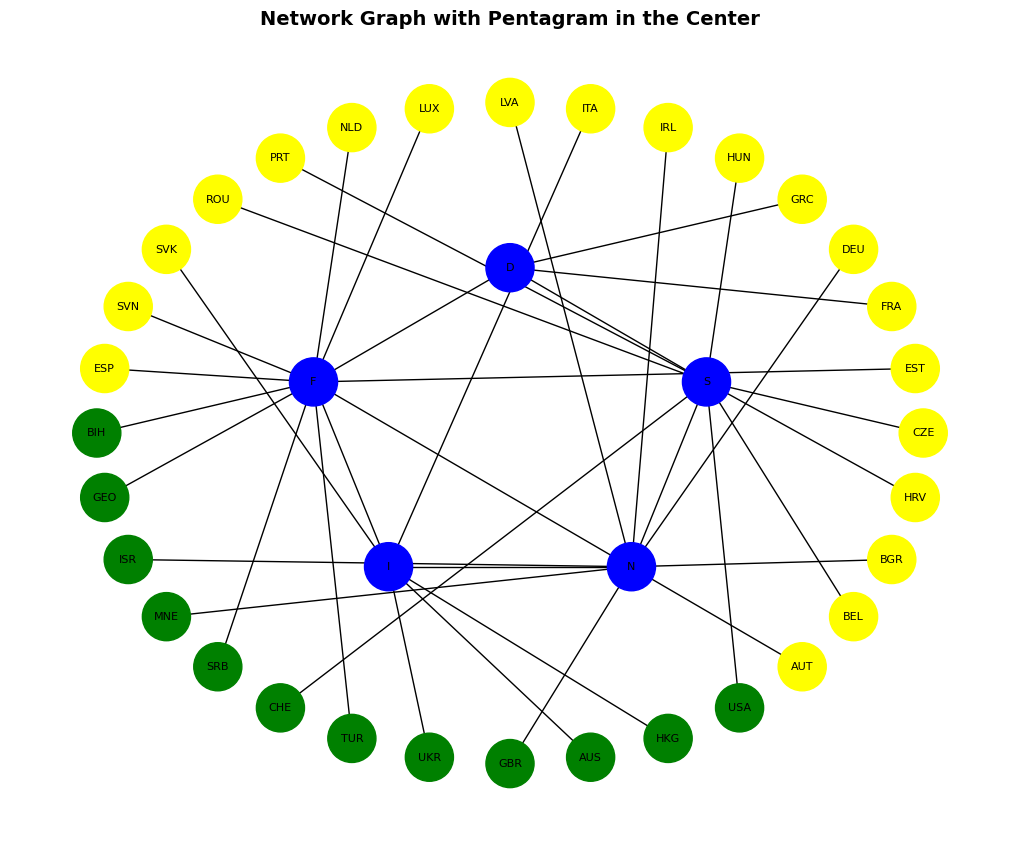 Network Graph with Pentagram in the Center
LVA
LUX
ITA
NLD
IRL
PRT
HUN
ROU
GRC
SVK
DEU
D
SVN
FRA
ESP
EST
F
S
BIH
CZE
GEO
HRV
ISR
BGR
I
N
MNE
BEL
SRB
AUT
CHE
USA
TUR
HKG
UKR
AUS
GBR